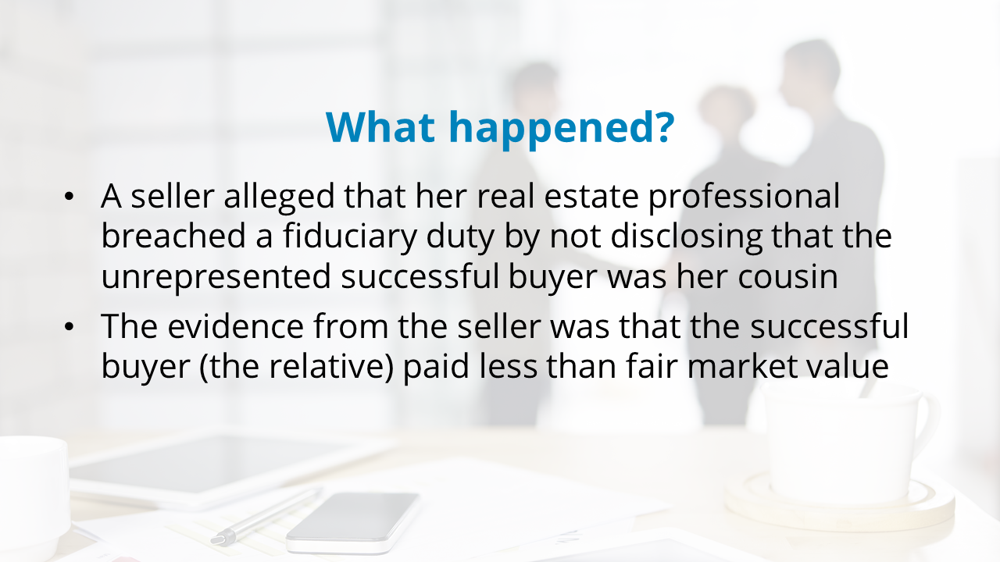 What happened?
• A seller alleged that her real estate professional
breached a fiduciary duty by not disclosing that the
unrepresented successful buyer was her cousin
• The evidence from the seller was that the successful
buyer (the relative) paid less than fair market value